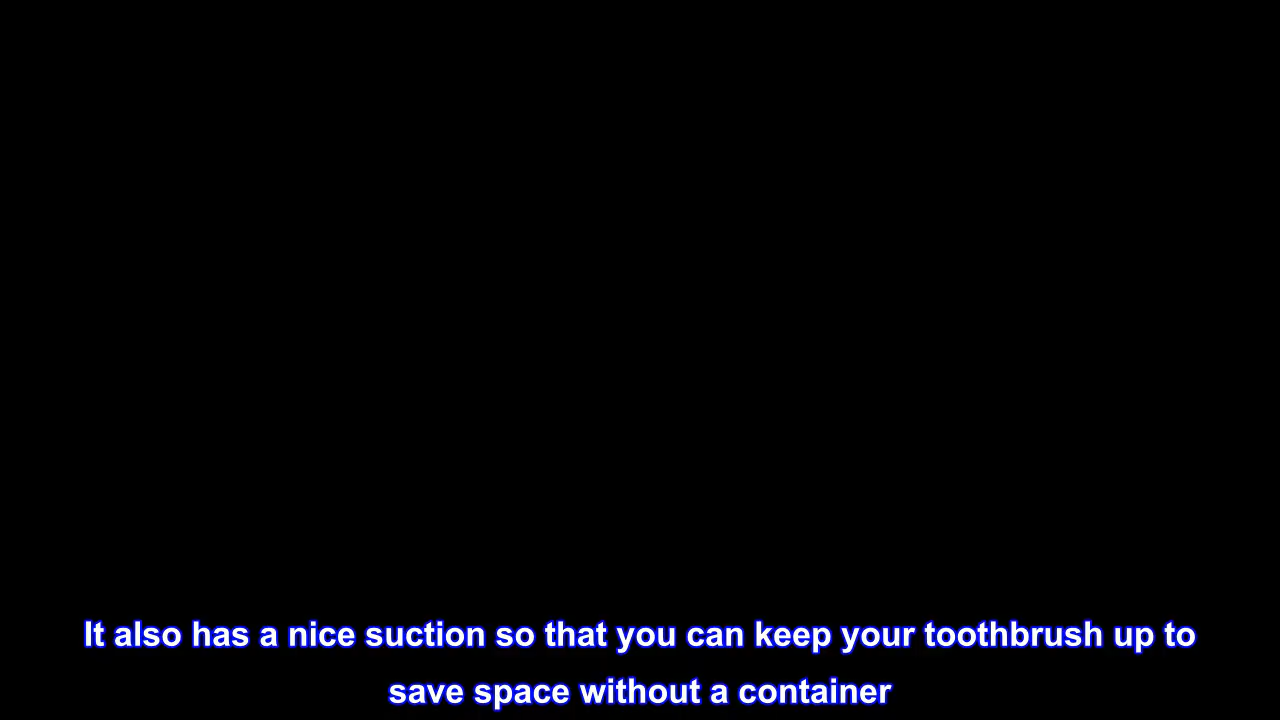 It also has a nice suction so that you can keep your toothbrush up to
save space without a container